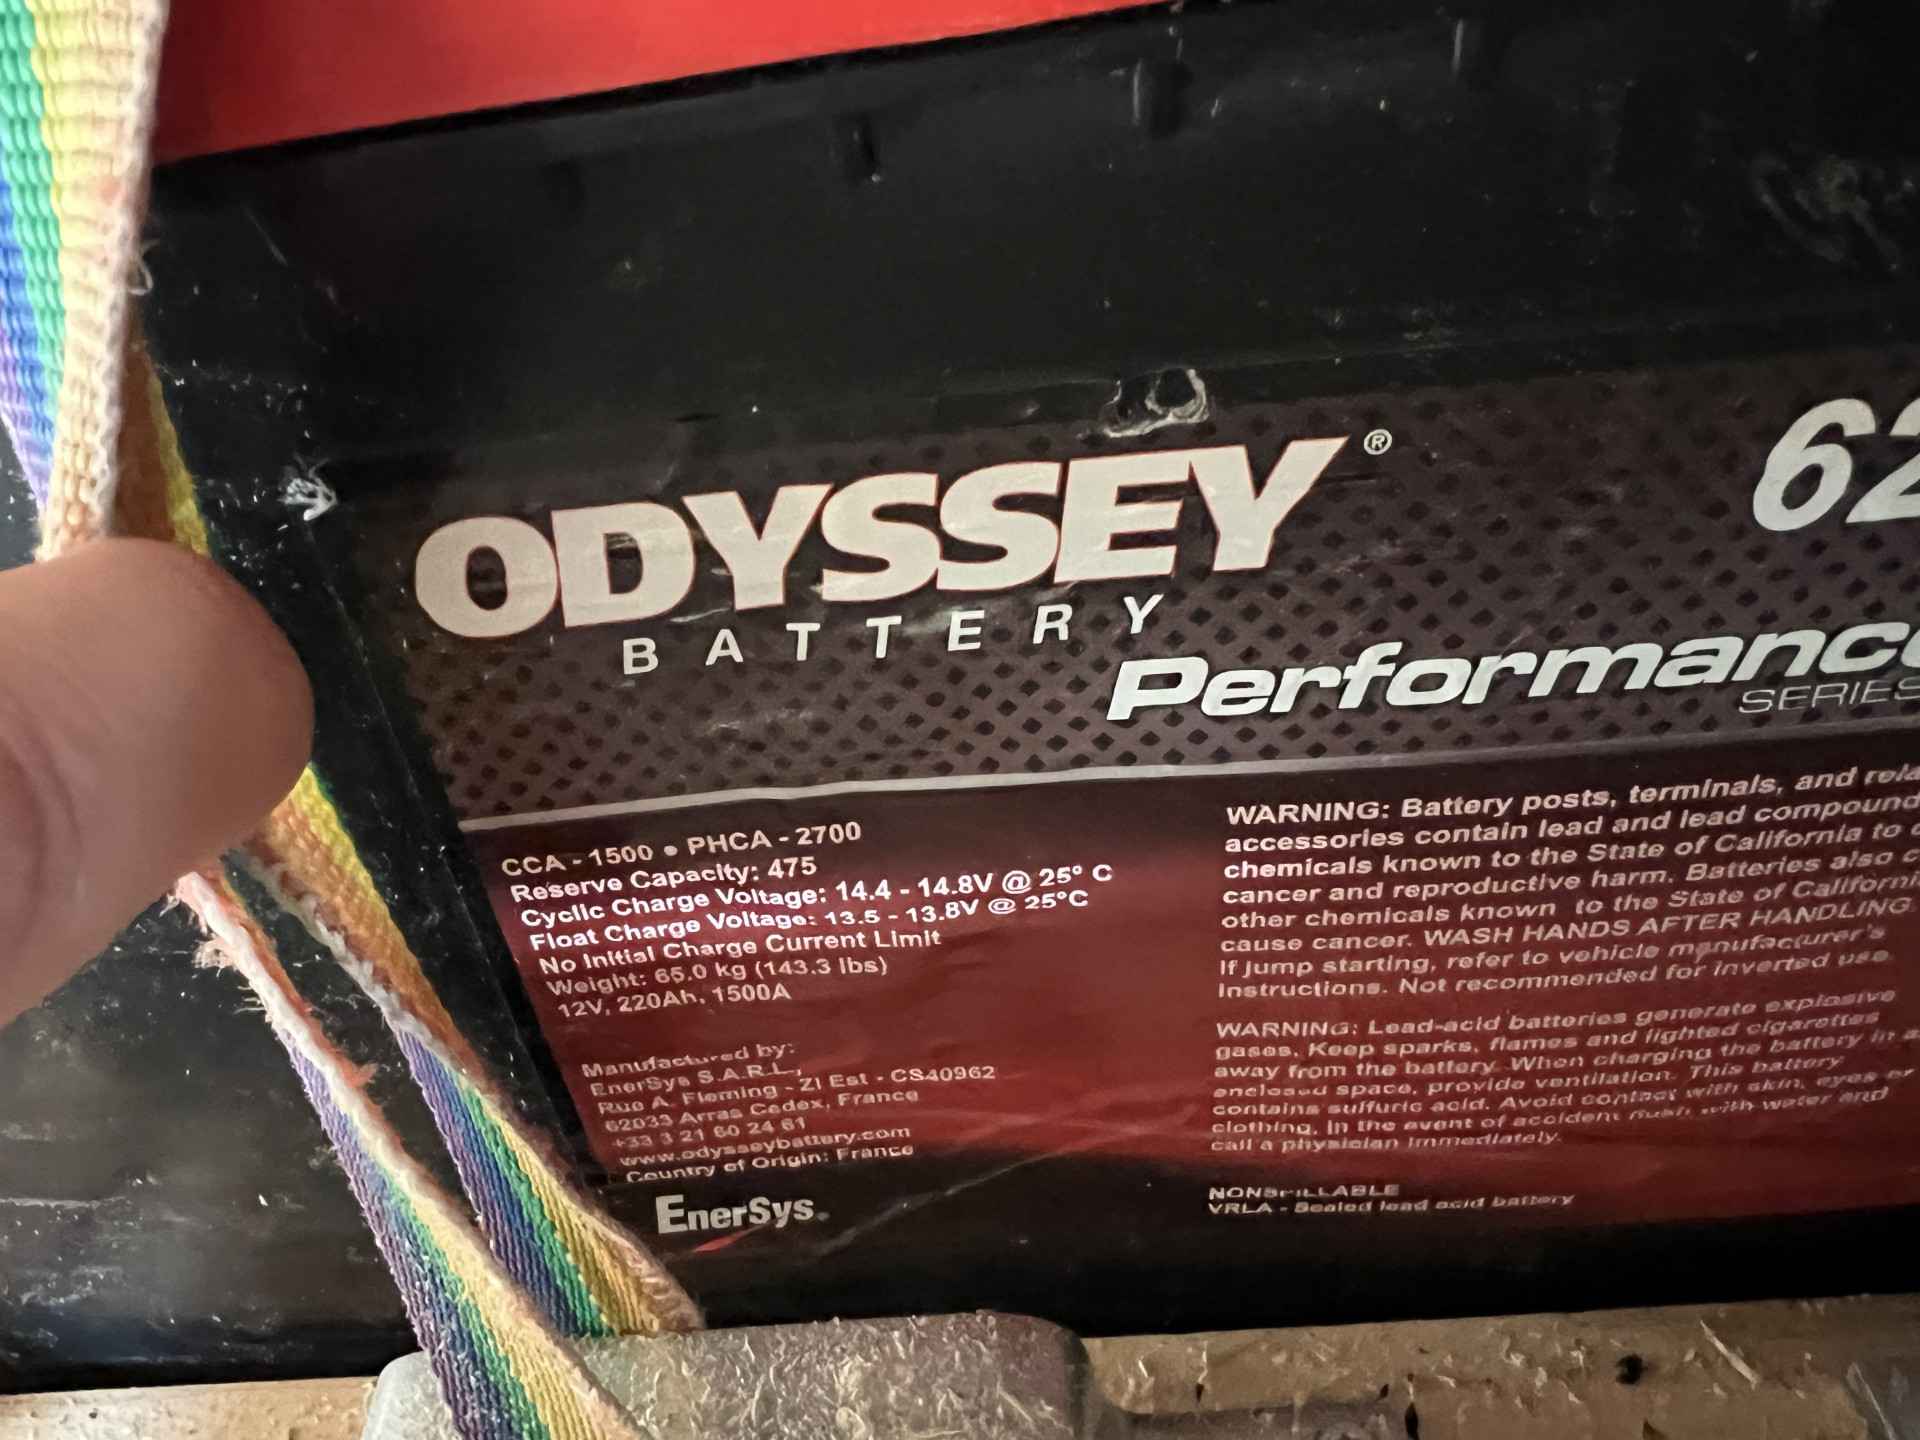 ODYSSEY®
BATTERY
62
Performance
SERIES
CCA - 1500 • PHCA - 2700
Reserve Capacity: 475
Cyclic Charge Voltage: 14.4 - 14.8V @ 25° C
Float Charge Voltage: 13.5 - 13.8V @ 25°C
No Initial Charge Current Limit
Weight: 65.0 kg (143.3 lbs)
12V, 220Ah, 1500A
Manufactured by:
EnerSys S.A.R.L.,
Rue A. Fleming - ZI Est - CS40962
62033 Arras Cedex, France
+33 3 21 60 24 61
www.odysseybattery.com
Country of Origin: France
EnerSys.
WARNING: Battery posts, terminals, and rela
accessories contain lead and lead compound
chemicals known to the State of California to c
cancer and reproductive harm. Batteries also c
other chemicals known to the State of Californi
cause cancer. WASH HANDS AFTER HANDLING.
If jump starting, refer to vehicle manufacturer's
instructions. Not recommended for inverted use.
WARNING: Lead-acid batteries generate explosive
gases. Keep sparks, flames and lighted cigarettes
away from the battery. When charging the battery in a
enclosed space, provide ventilation. This battery
contains sulfuric acid. Avoid contact with skin, eyes or
clothing. In the event of accident flush with water and
call a physician immediately.
NONSPILLABLE
VRLA - Sealed lead acid battery